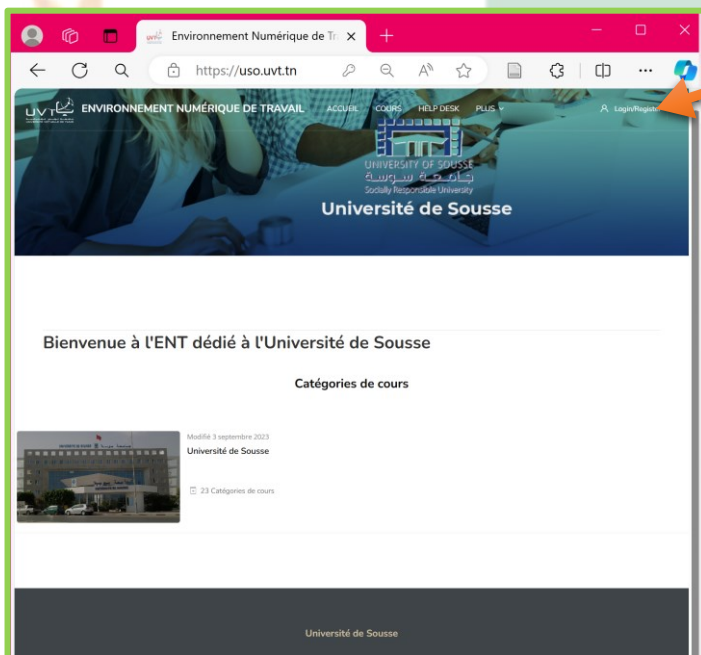 Environnement Numérique de Tr
https://uso.uvt.tn
UVT ENVIRONNEMENT NUMÉRIQUE DE TRAVAIL ACCUEIL COURS HELP DESK PLUS Login/Registe
UNIVERSITY OF SOUSSE
جامعة سوسة
Socially Responsible University
Université de Sousse
Bienvenue à l'ENT dédié à l'Université de Sousse
Catégories de cours
Modifié 3 septembre 2023
Université de Sousse
23 Catégories de cours
Université de Sousse